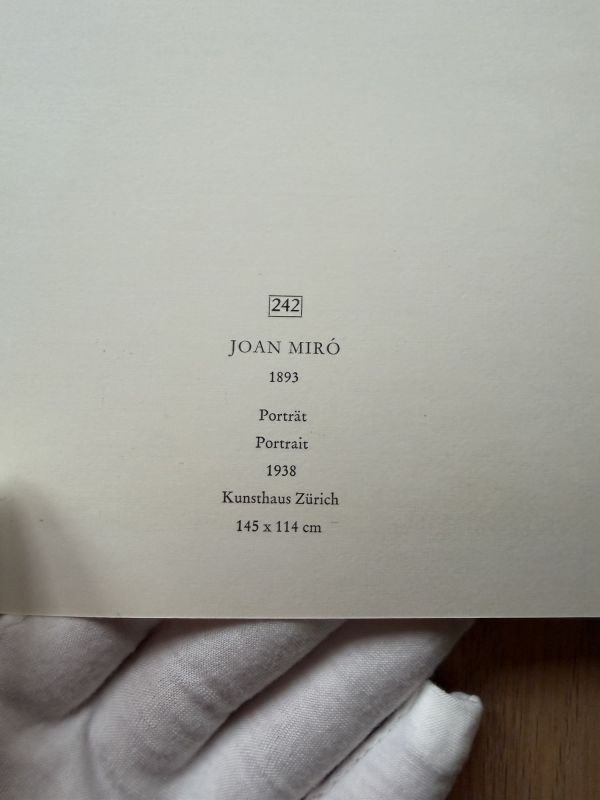 242
JOAN MIRÓ
1893
Porträt
Portrait
1938
Kunsthaus Zürich
145 x 114 cm